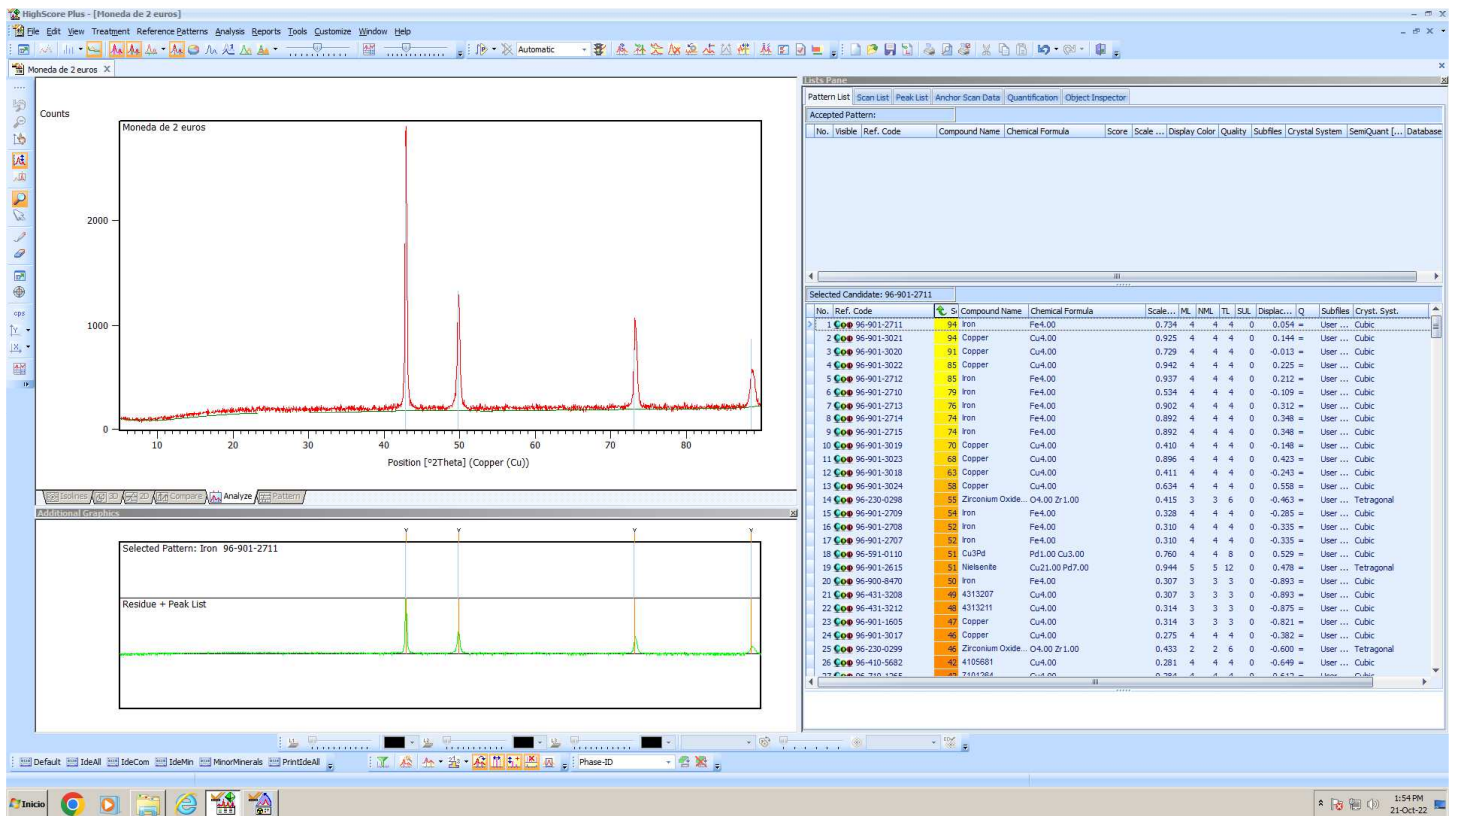 HighScore Plus - [Moneda de 2 euros]
File Edit View Treatment Reference Patterns Analysis Reports Tools Customize Window Help
Automatic
Moneda de 2 euros X
Counts
Moneda de 2 euros
2000
1000
0
10 20 30 40 50 60 70 80
Position [°2Theta] (Copper (Cu))
Isolines 3D 2D Compare Analyze Pattern
Additional Graphics
Selected Pattern: Iron 96-901-2711
Residue + Peak List
Lists Pane
Pattern List Scan List Peak List Anchor Scan Data Quantification Object Inspector
Accepted Pattern:
No. Visible Ref. Code Compound Name Chemical Formula Score Scale ... Display Color Quality Subfiles Crystal System SemiQuant [... Database
Selected Candidate: 96-901-2711
No. Ref. Code Compound Name Chemical Formula Scale... ML NML TL SUL Displac... Q Subfiles Cryst. Syst.
1 96-901-2711 94 Iron Fe4.00 0.734 4 4 4 0 0.054 = User ... Cubic
2 96-901-3021 94 Copper Cu4.00 0.925 4 4 4 0 0.144 = User ... Cubic
3 96-901-3020 91 Copper Cu4.00 0.729 4 4 4 0 -0.013 = User ... Cubic
4 96-901-3022 85 Copper Cu4.00 0.942 4 4 4 0 0.225 = User ... Cubic
5 96-901-2712 85 Iron Fe4.00 0.937 4 4 4 0 0.212 = User ... Cubic
6 96-901-2710 79 Iron Fe4.00 0.534 4 4 4 0 -0.109 = User ... Cubic
7 96-901-2713 76 Iron Fe4.00 0.902 4 4 4 0 0.312 = User ... Cubic
8 96-901-2714 74 Iron Fe4.00 0.892 4 4 4 0 0.348 = User ... Cubic
9 96-901-2715 74 Iron Fe4.00 0.892 4 4 4 0 0.348 = User ... Cubic
10 96-901-3019 70 Copper Cu4.00 0.410 4 4 4 0 -0.148 = User ... Cubic
11 96-901-3023 68 Copper Cu4.00 0.896 4 4 4 0 0.423 = User ... Cubic
12 96-901-3018 63 Copper Cu4.00 0.411 4 4 4 0 -0.243 = User ... Cubic
13 96-901-3024 58 Copper Cu4.00 0.634 4 4 4 0 0.558 = User ... Cubic
14 96-230-0298 55 Zirconium Oxide... O4.00 Zr1.00 0.415 3 3 6 0 -0.463 = User ... Tetragonal
15 96-901-2709 54 Iron Fe4.00 0.328 4 4 4 0 -0.285 = User ... Cubic
16 96-901-2708 52 Iron Fe4.00 0.310 4 4 4 0 -0.335 = User ... Cubic
17 96-901-2707 52 Iron Fe4.00 0.310 4 4 4 0 -0.335 = User ... Cubic
18 96-591-0110 51 Cu3Pd Pd1.00 Cu3.00 0.760 4 4 8 0 0.529 = User ... Cubic
19 96-901-2615 51 Nielsenite Cu21.00 Pd7.00 0.944 5 5 12 0 0.478 = User ... Tetragonal
20 96-900-8470 50 Iron Fe4.00 0.307 3 3 3 0 -0.893 = User ... Cubic
21 96-431-3208 49 4313207 Cu4.00 0.307 3 3 3 0 -0.893 = User ... Cubic
22 96-431-3212 48 4313211 Cu4.00 0.314 3 3 3 0 -0.875 = User ... Cubic
23 96-901-1605 47 Copper Cu4.00 0.314 3 3 3 0 -0.821 = User ... Cubic
24 96-901-3017 46 Copper Cu4.00 0.275 4 4 4 0 -0.382 = User ... Cubic
25 96-230-0299 46 Zirconium Oxide... O4.00 Zr1.00 0.433 2 2 6 0 -0.600 = User ... Tetragonal
26 96-410-5682 42 4105681 Cu4.00 0.281 4 4 4 0 -0.649 = User ... Cubic
Default IdeAll IdeCom IdeMin MinorMinerals PrintIdeAll
Phase-ID
Inicio
1:54 PM
21-Oct-22